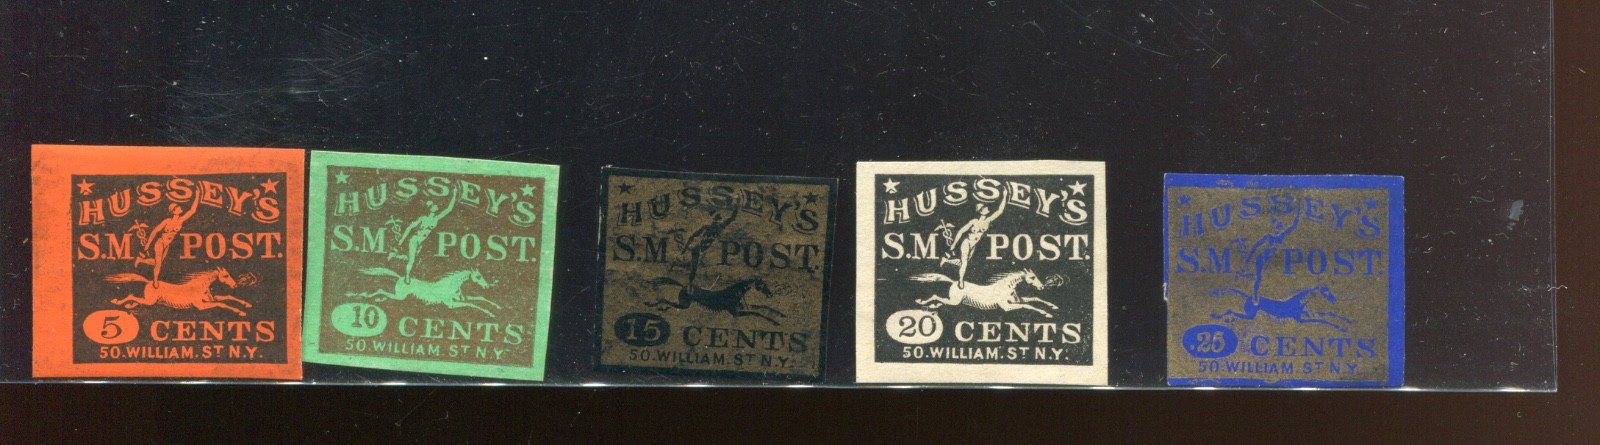 HUSSEY'S
S.M. POST.
5 CENTS
50.WILLIAM.ST N.Y.
HUSSEY'S
S.M. POST.
10 CENTS
50.WILLIAM.ST N.Y.
HUSSEY'S
S.M. POST.
15 CENTS
50.WILLIAM.ST N.Y.
HUSSEY'S
S.M. POST.
20 CENTS
50.WILLIAM.ST N.Y.
HUSSEY'S
S.M. POST.
.25 CENTS
50.WILLIAM.ST N.Y.